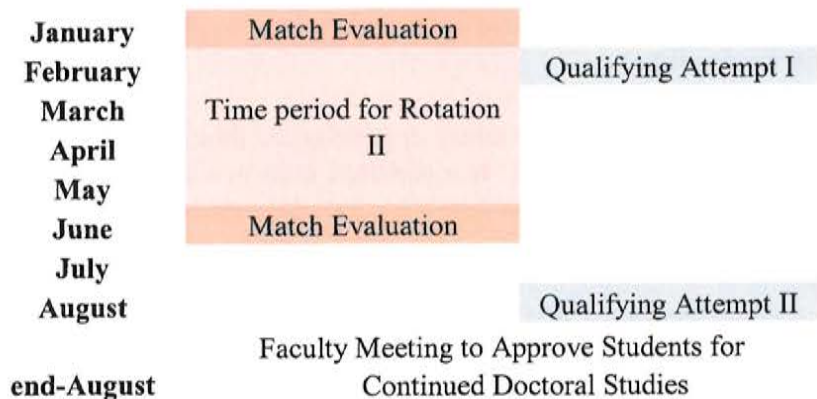 January Match Evaluation
February Qualifying Attempt I
March Time period for Rotation
April II
May
June Match Evaluation
July
August Qualifying Attempt II
Faculty Meeting to Approve Students for
end-August Continued Doctoral Studies